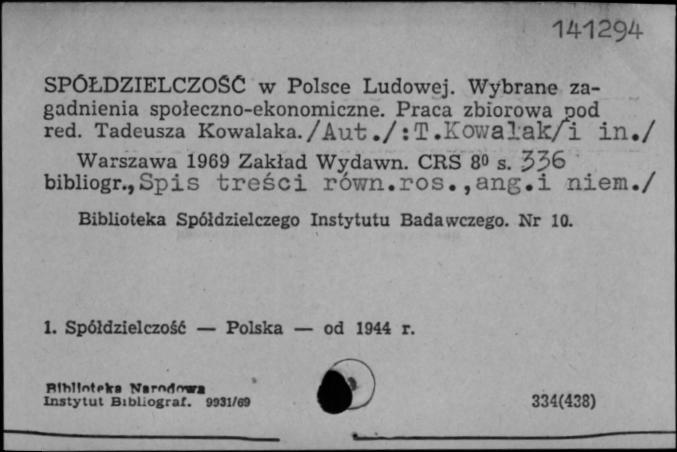 141294
SPÓŁDZIELCZOŚĆ w Polsce Ludowej. Wybrane za-
gadnienia społeczno-ekonomiczne. Praca zbiorowa pod
red. Tadeusza Kowalaka./Aut./:T.Kowalak/i in./
Warszawa 1969 Zakład Wydawn. CRS 8⁰ s. 336
bibliogr.,Spis treści równ.ros.,ang.i niem./
Biblioteka Spółdzielczego Instytutu Badawczego. Nr 10.
1. Spółdzielczość — Polska — od 1944 r.
Biblioteka Narodowa
Instytut Bibliograf. 9931/69
334(438)